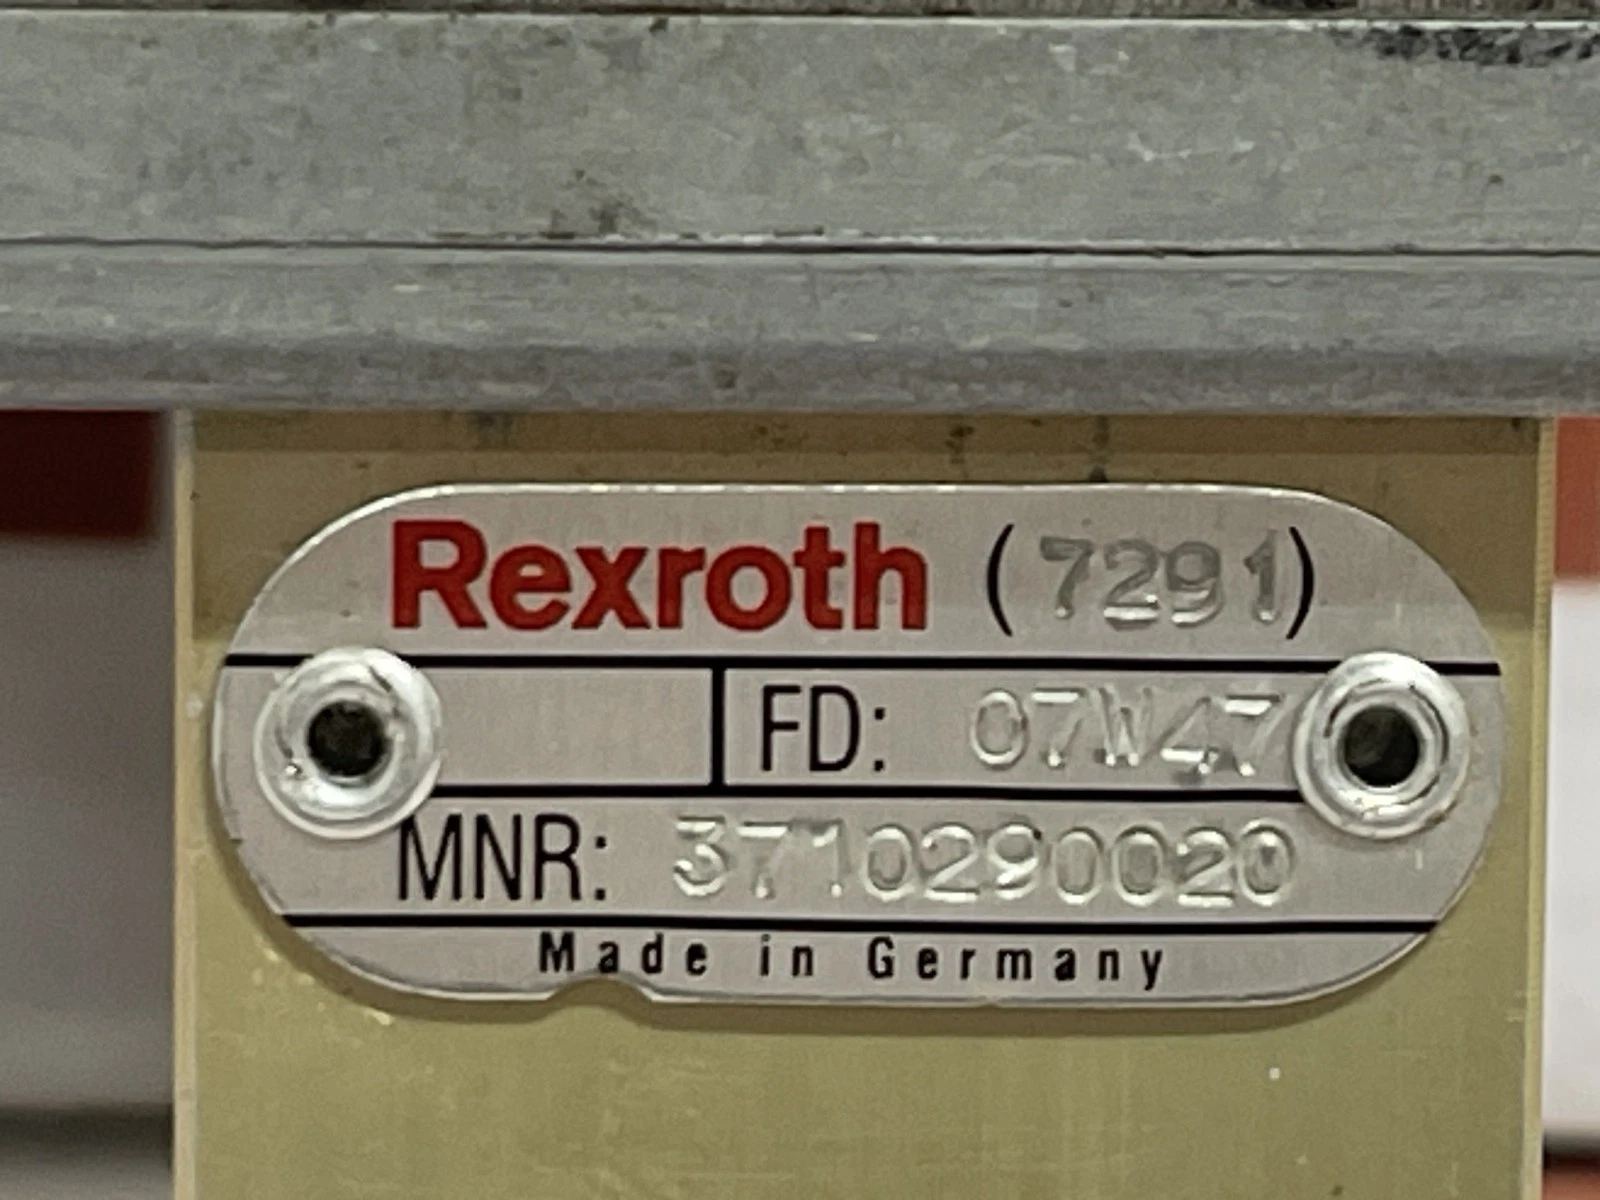 Rexroth (7291)
FD: 07W47
MNR: 3710290020
Made in Germany